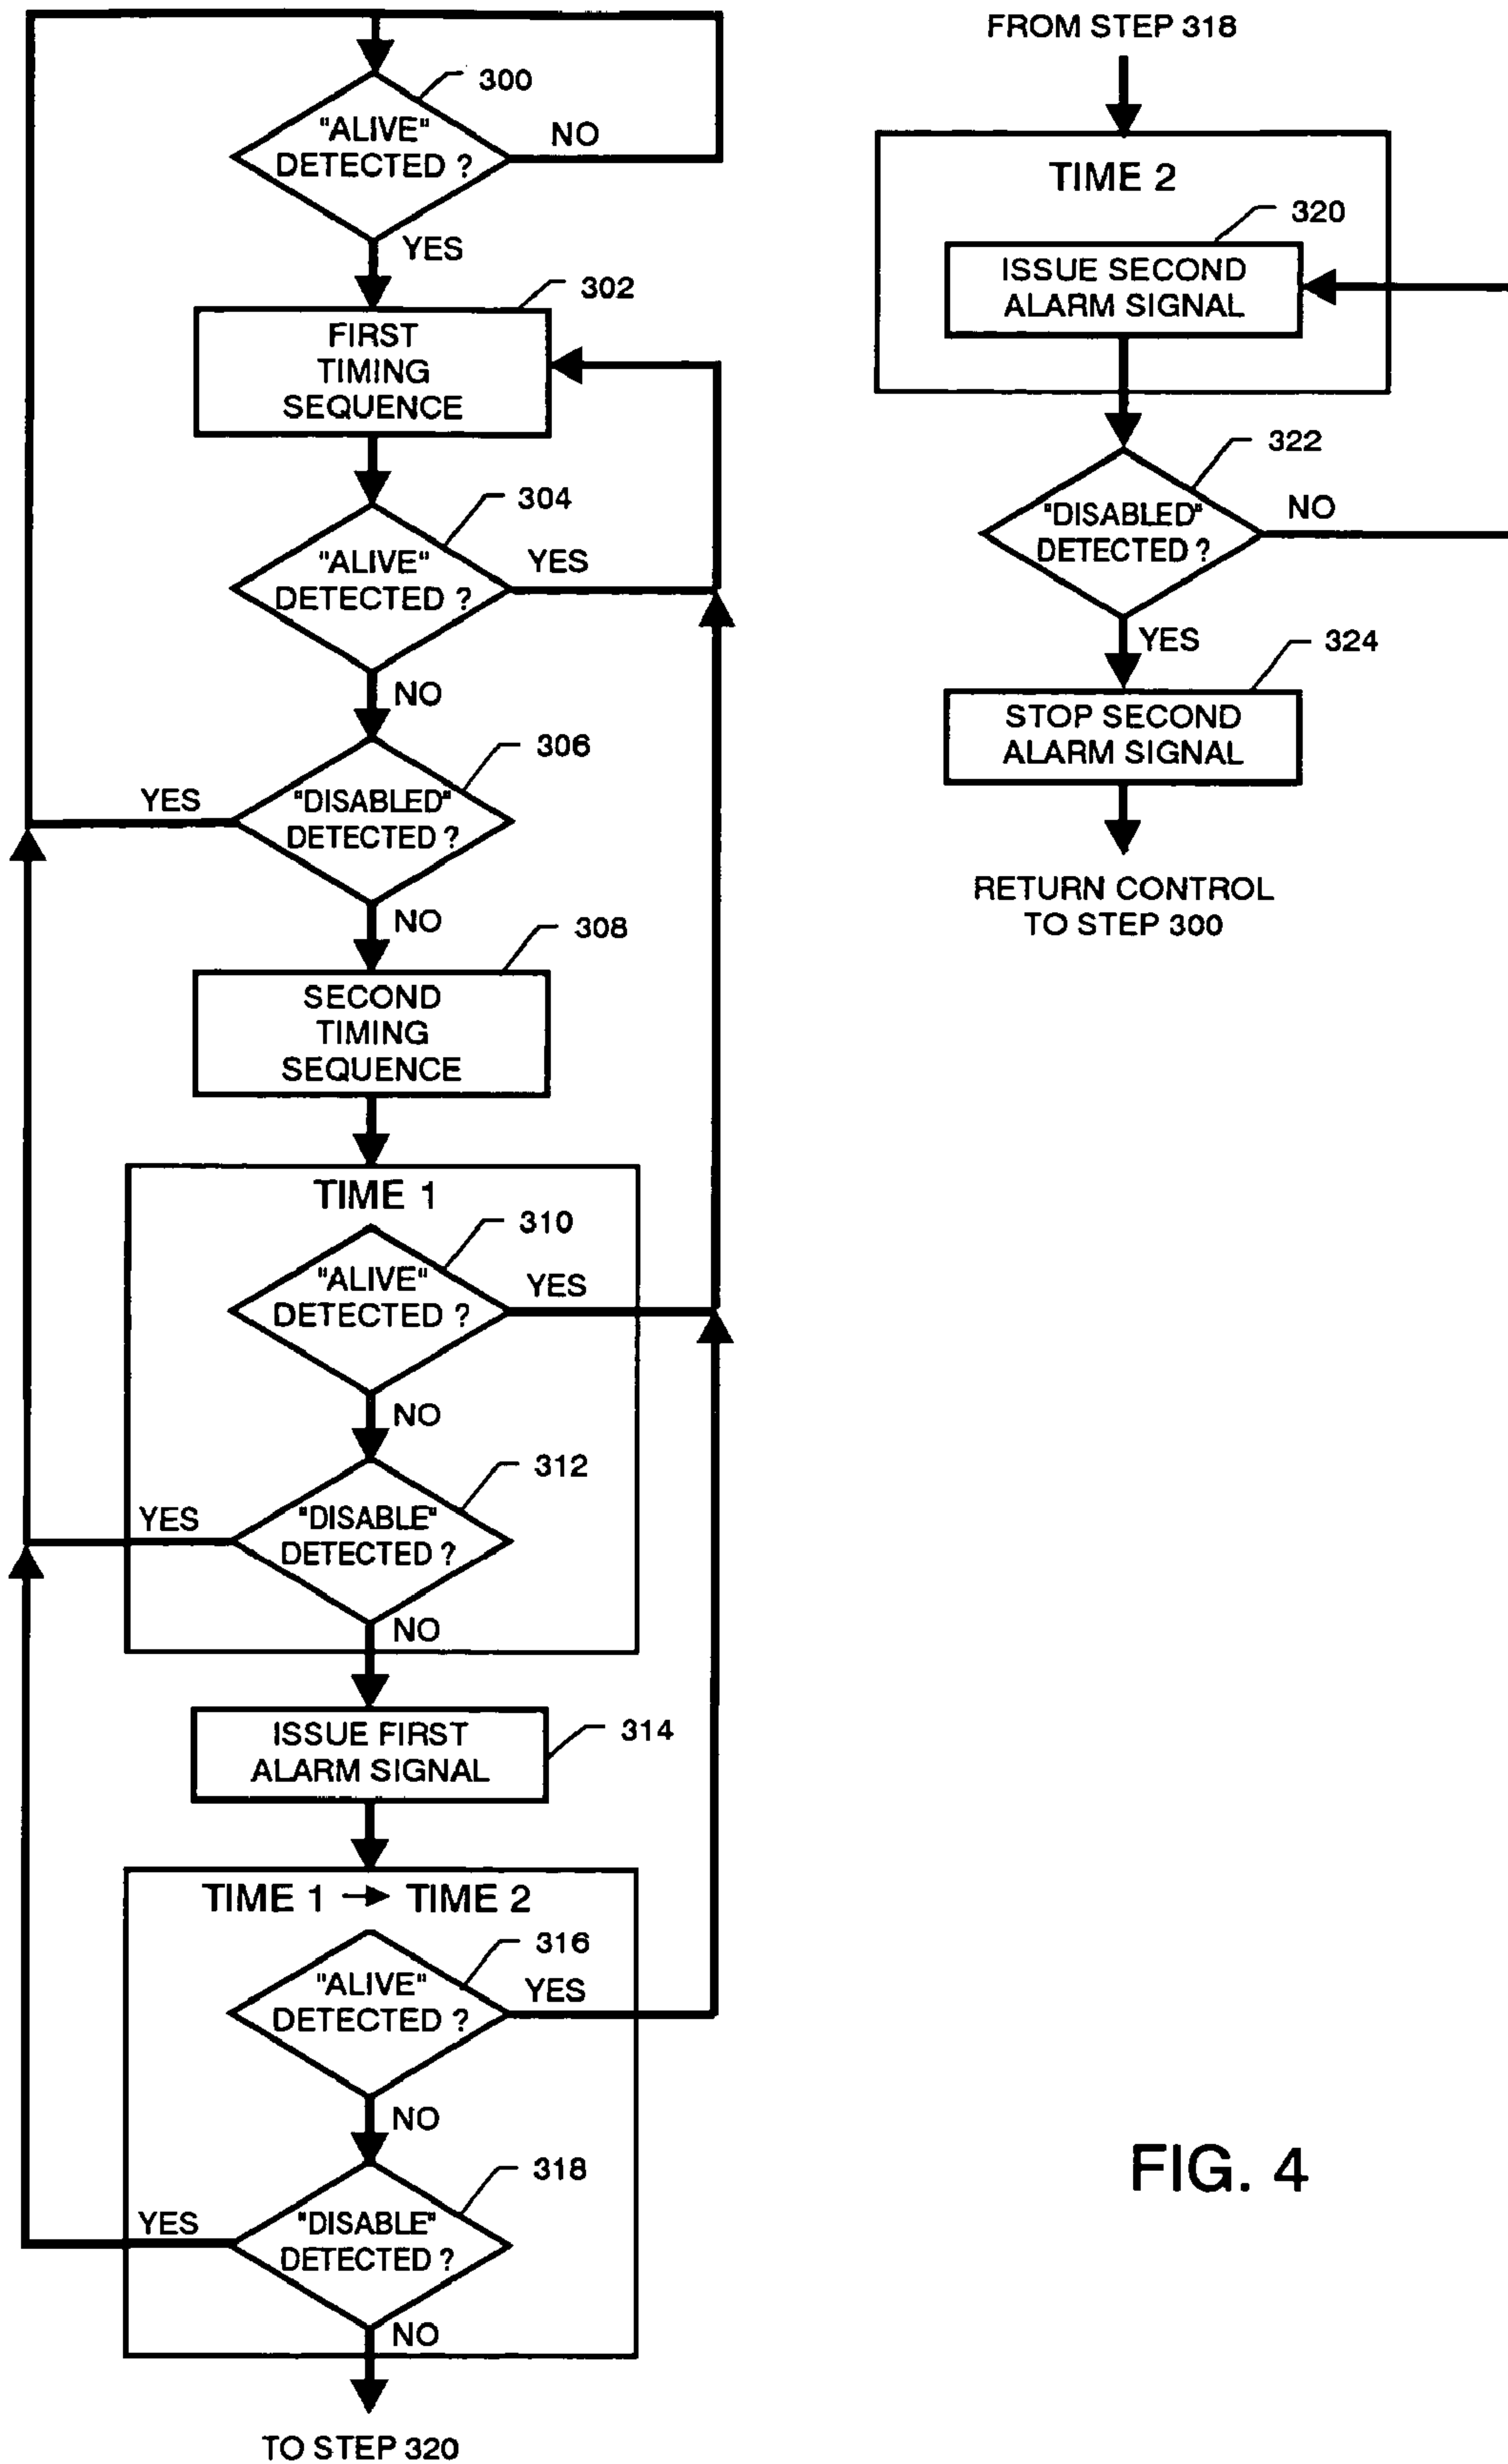 300
"ALIVE"
DETECTED ?
NO
YES
302
FIRST
TIMING
SEQUENCE
304
"ALIVE"
DETECTED ?
YES
NO
306
"DISABLED"
DETECTED ?
YES
NO
308
SECOND
TIMING
SEQUENCE
TIME 1
310
"ALIVE"
DETECTED ?
YES
NO
312
"DISABLE"
DETECTED ?
YES
NO
ISSUE FIRST
ALARM SIGNAL
314
TIME 1 → TIME 2
316
"ALIVE"
DETECTED ?
YES
NO
318
"DISABLE"
DETECTED ?
YES
NO
TO STEP 320
FROM STEP 318
TIME 2
320
ISSUE SECOND
ALARM SIGNAL
322
"DISABLED"
DETECTED ?
NO
YES
324
STOP SECOND
ALARM SIGNAL
RETURN CONTROL
TO STEP 300
FIG. 4